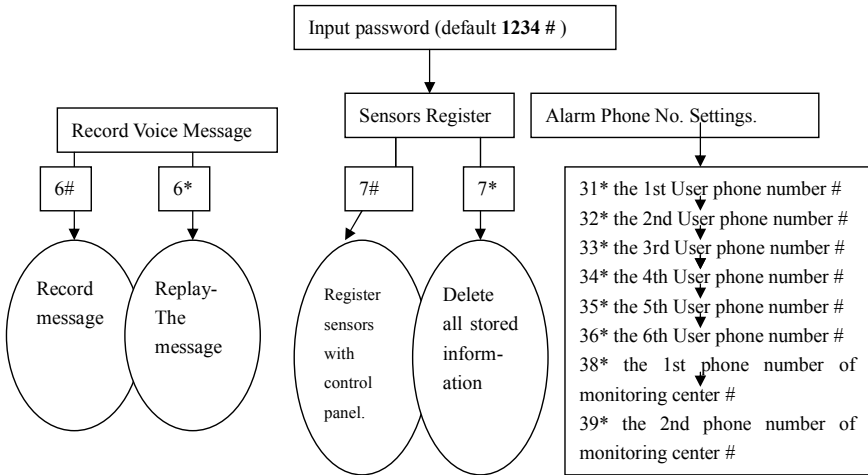 Input password (default 1234 # )
Record Voice Message
Sensors Register
Alarm Phone No. Settings.
6#
6*
7#
7*
Record
message
Replay-
The
message
Register
sensors
with
control
panel.
Delete
all stored
inform-
ation
31* the 1st User phone number #
32* the 2nd User phone number #
33* the 3rd User phone number #
34* the 4th User phone number #
35* the 5th User phone number #
36* the 6th User phone number #
38* the 1st phone number of
monitoring center #
39* the 2nd phone number of
monitoring center #